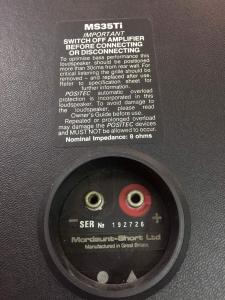 MS35Ti
IMPORTANT
SWITCH OFF AMPLIFIER
BEFORE CONNECTING
OR DISCONNECTING
To optimise bass performance this
loudspeaker should be positioned
more than 30cms from rear wall. For
critical listening the grille should be
removed – and replaced after use.
Refer to specification sheet for
further information.
POSITEC automatic overload
protection is incorporated in this
loudspeaker. To avoid damage to
the loudspeaker, please read
Owner's Guide before use.
Repeated or prolonged overload
may damage the POSITEC devices
and MUST NOT be allowed to occur.
Nominal Impedance: 8 ohms
– +
SER № 192726
Mordaunt-Short Ltd
Manufactured in Great Britain